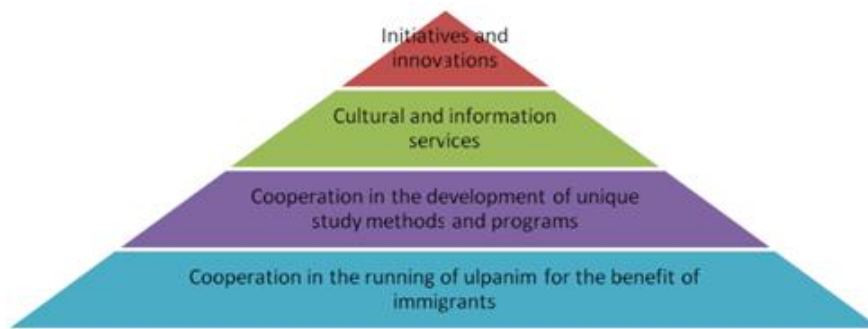 Initiatives and
innovations
Cultural and information
services
Cooperation in the development of unique
study methods and programs
Cooperation in the running of ulpanim for the benefit of
immigrants